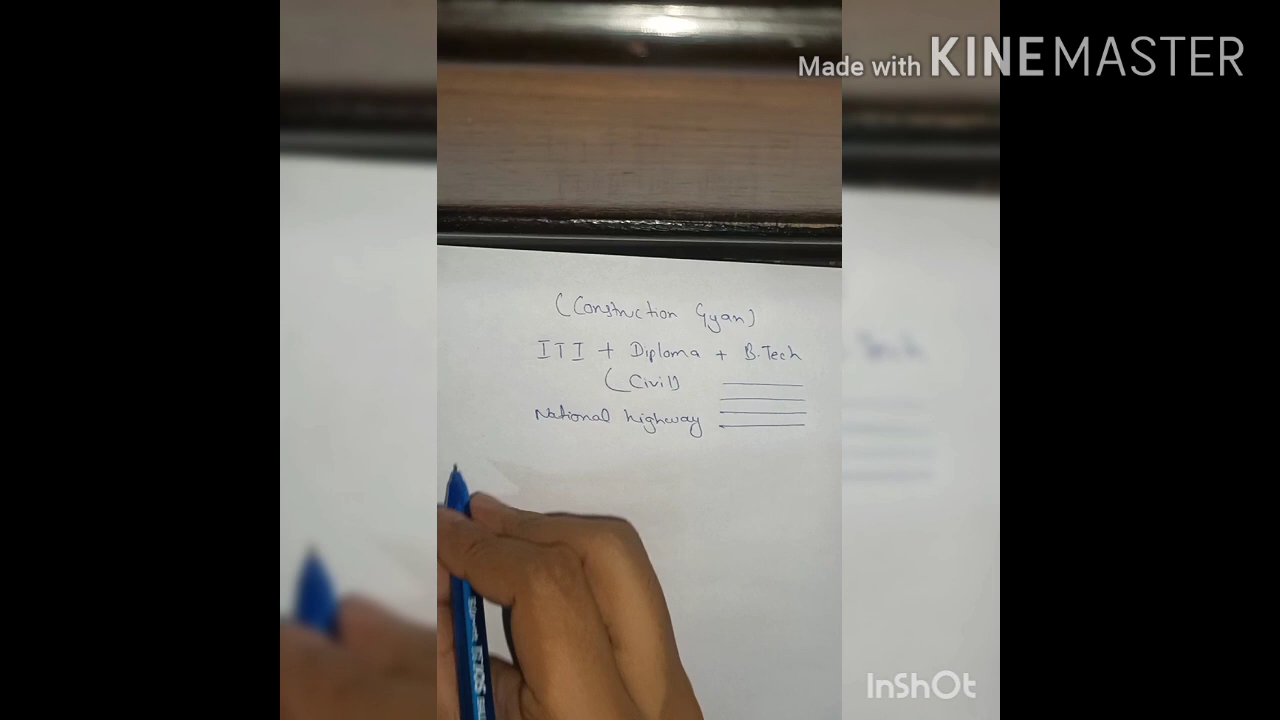 Made with KINEMASTER
(Construction Gyan)
ITI + Diploma + B.Tech
(Civil)
National highway
InShOt